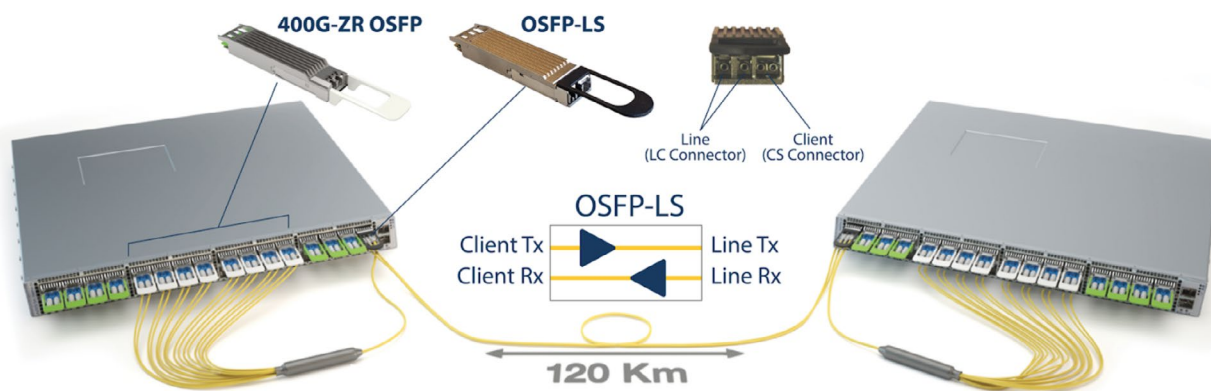 400G-ZR OSFP
OSFP-LS
Line
(LC Connector)
Client
(CS Connector)
OSFP-LS
Client Tx
Line Tx
Client Rx
Line Rx
120 Km